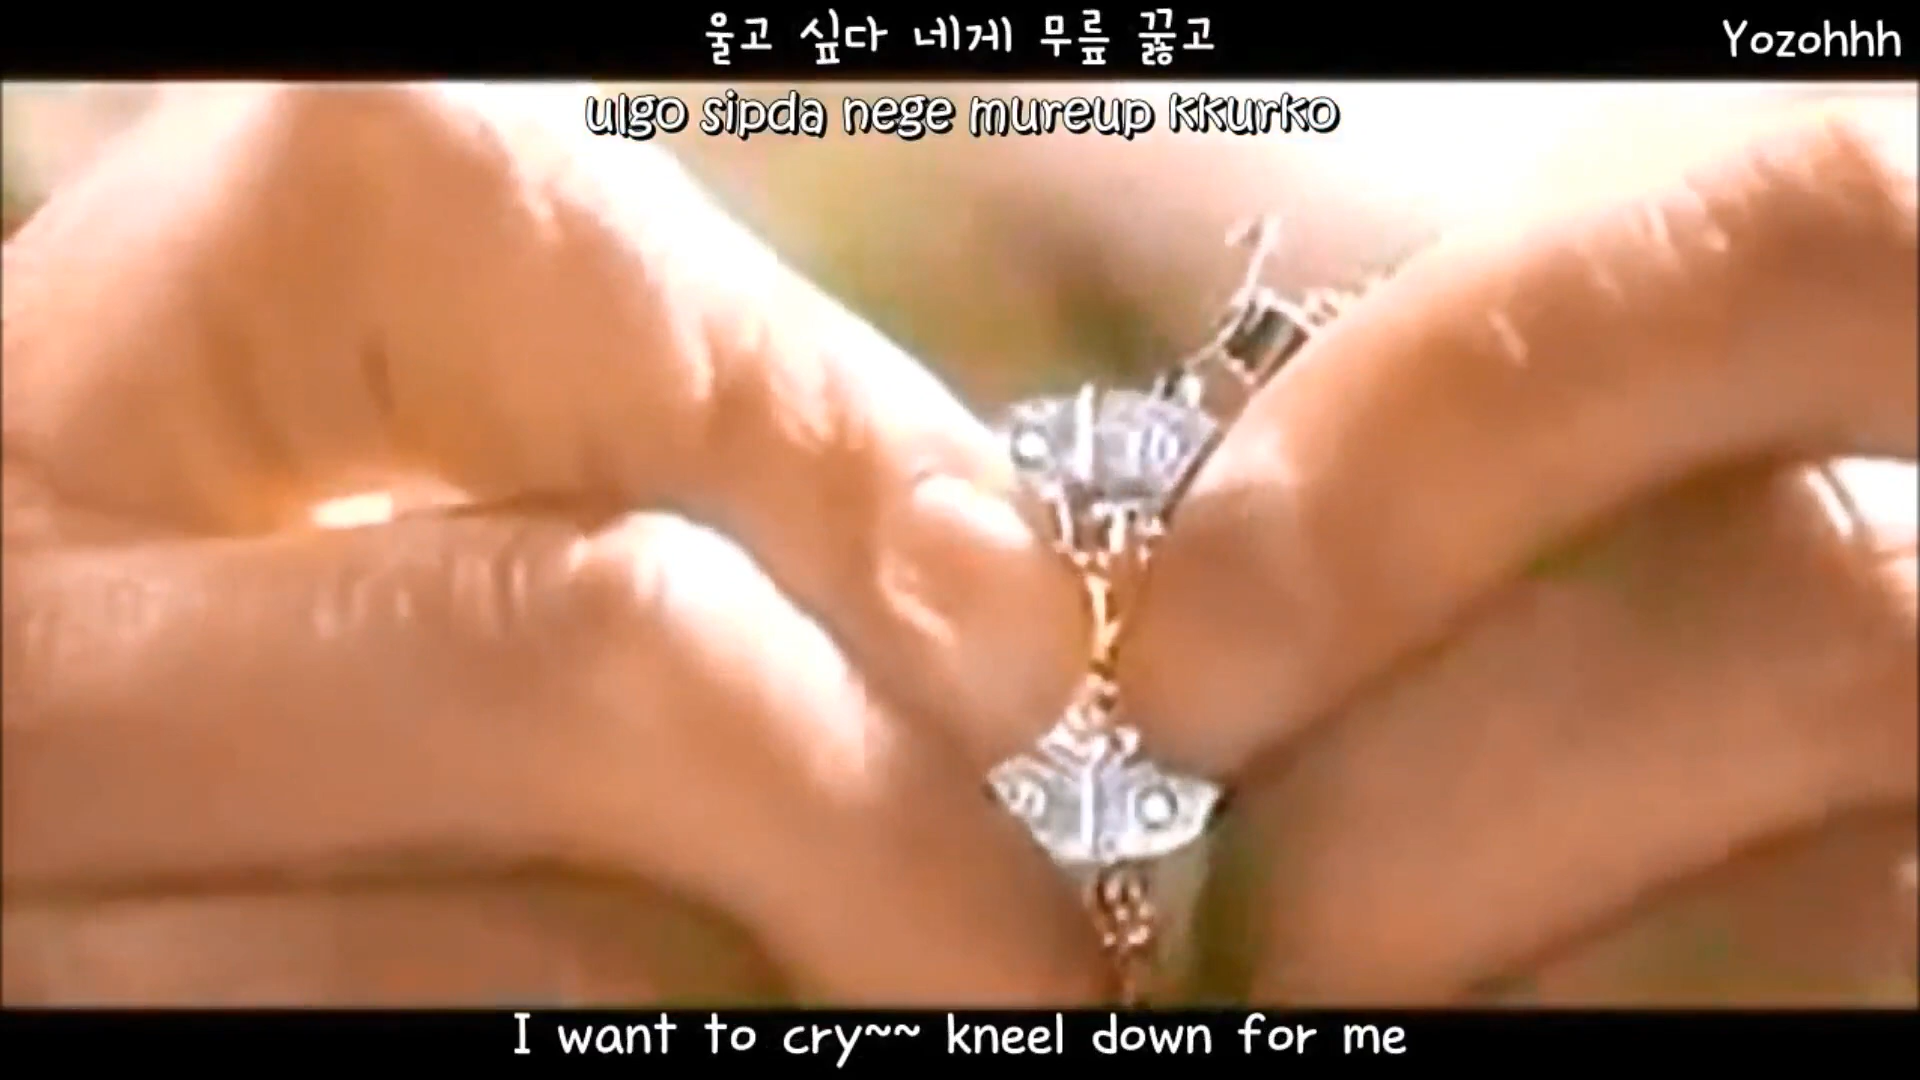 울고 싶다 네게 무릎 꿇고
Yozohhh
ulgo sipda nege mureup kkurko
I want to cry~~ kneel down for me